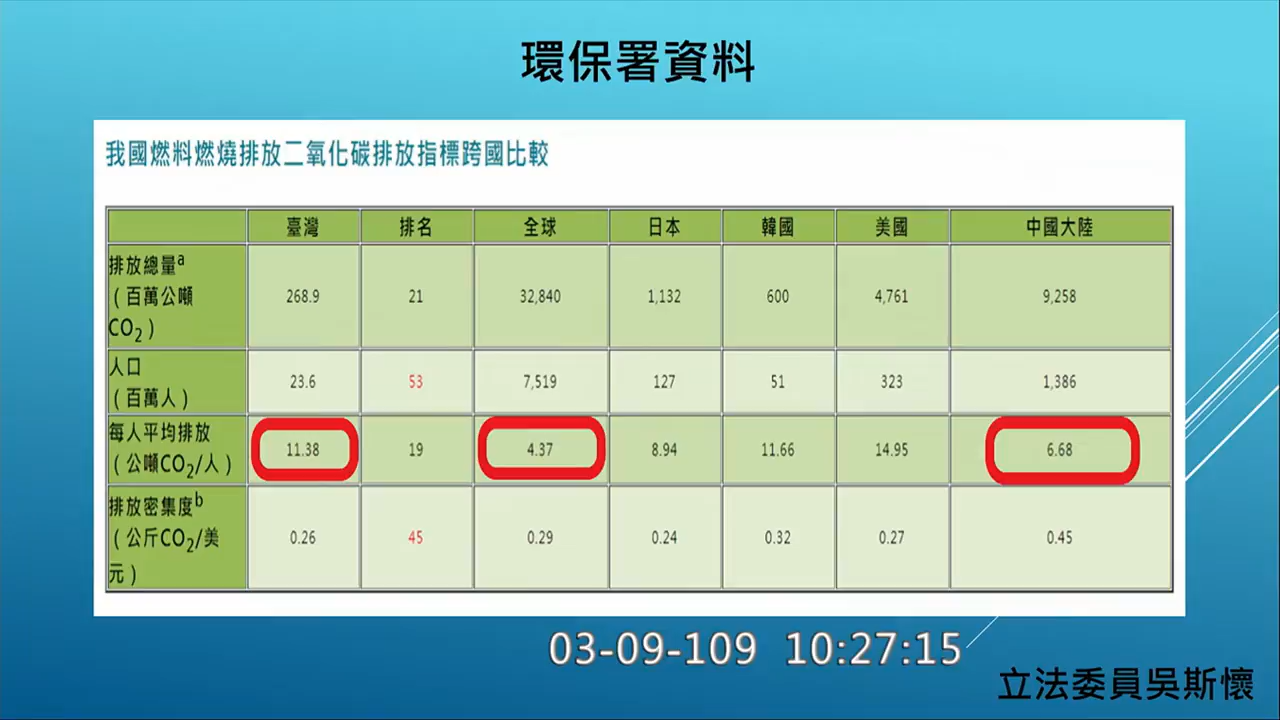 環保署資料
我國燃料燃燒排放二氧化碳排放指標跨國比較
臺灣 排名 全球 日本 韓國 美國 中國大陸
排放總量a
（百萬公噸
CO2） 268.9 21 32,840 1,132 600 4,761 9,258
人口
（百萬人） 23.6 53 7,519 127 51 323 1,386
每人平均排放
（公噸CO2/人） 11.38 19 4.37 8.94 11.66 14.95 6.68
排放密集度b
（公斤CO2/美
元） 0.26 45 0.29 0.24 0.32 0.27 0.45
03-09-109 10:27:15
立法委員吳斯懷